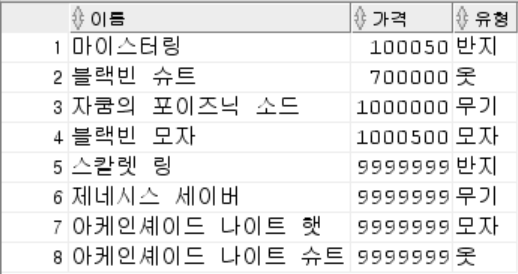 이름 가격 유형
1 마이스터링 100050 반지
2 블랙빈 슈트 700000 옷
3 자쿰의 포이즈닉 소드 1000000 무기
4 블랙빈 모자 1000500 모자
5 스칼렛 링 9999999 반지
6 제네시스 세이버 9999999 무기
7 아케인셰이드 나이트 햇 9999999 모자
8 아케인셰이드 나이트 슈트 9999999 옷